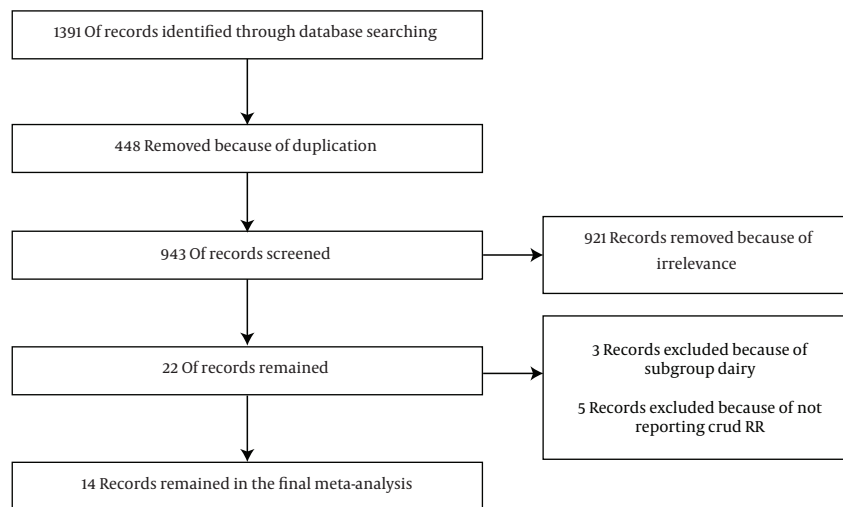 1391 Of records identified through database searching
448 Removed because of duplication
943 Of records screened
921 Records removed because of
irrelevance
22 Of records remained
3 Records excluded because of
subgroup dairy
5 Records excluded because of not
reporting crud RR
14 Records remained in the final meta-analysis